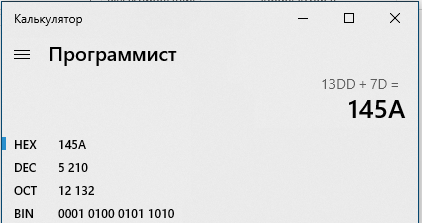 Калькулятор
Программист
13DD + 7D =
145A
HEX 145A
DEC 5 210
OCT 12 132
BIN 0001 0100 0101 1010